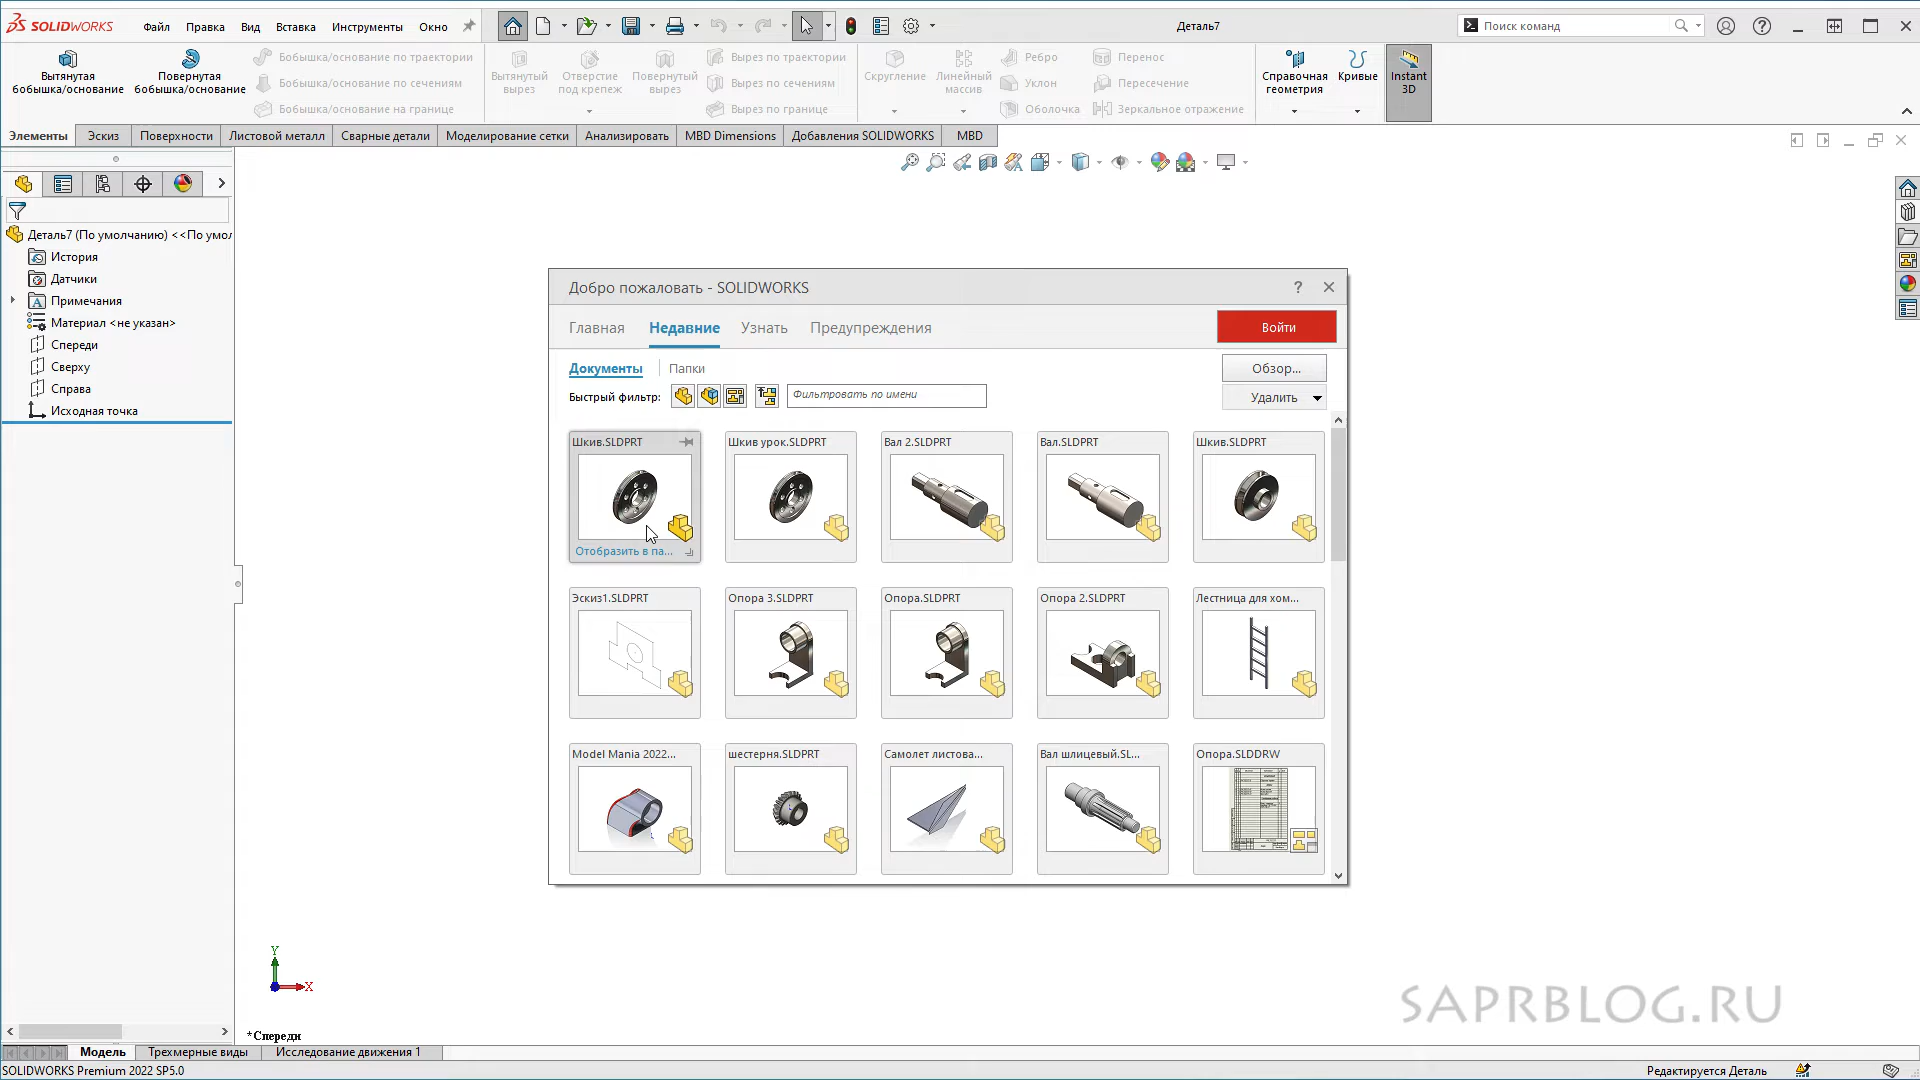 SOLIDWORKS
Файл
Правка
Вид
Вставка
Инструменты
Окно
Деталь7
Поиск команд
Вытянутая бобышка/основание
Повернутая бобышка/основание
Бобышка/основание по траектории
Бобышка/основание по сечениям
Бобышка/основание на границе
Вытянутый вырез
Отверстие под крепеж
Повернутый вырез
Вырез по траектории
Вырез по сечениям
Вырез по границе
Скругление
Линейный массив
Ребро
Уклон
Оболочка
Перенос
Пересечение
Зеркальное отражение
Справочная геометрия
Кривые
Instant 3D
Элементы
Эскиз
Поверхности
Листовой металл
Сварные детали
Моделирование сетки
Анализировать
MBD Dimensions
Добавления SOLIDWORKS
MBD
Деталь7 (По умолчанию) <<По умол
История
Датчики
Примечания
Материал <не указан>
Спереди
Сверху
Справа
Исходная точка
Добро пожаловать - SOLIDWORKS
?
Главная
Недавние
Узнать
Предупреждения
Войти
Документы
Папки
Обзор...
Быстрый фильтр:
Фильтровать по имени
Удалить
Шкив.SLDPRT
Шкив урок.SLDPRT
Вал 2.SLDPRT
Вал.SLDPRT
Шкив.SLDPRT
Отобразить в па...
Эскиз1.SLDPRT
Опора 3.SLDPRT
Опора.SLDPRT
Опора 2.SLDPRT
Лестница для хом...
Model Mania 2022...
шестерня.SLDPRT
Самолет листова...
Вал шлицевый.SL...
Опора.SLDDRW
Y
X
*Спереди
SAPRBLOG.RU
Модель
Трехмерные виды
Исследование движения 1
SOLIDWORKS Premium 2022 SP5.0
Редактируется Деталь